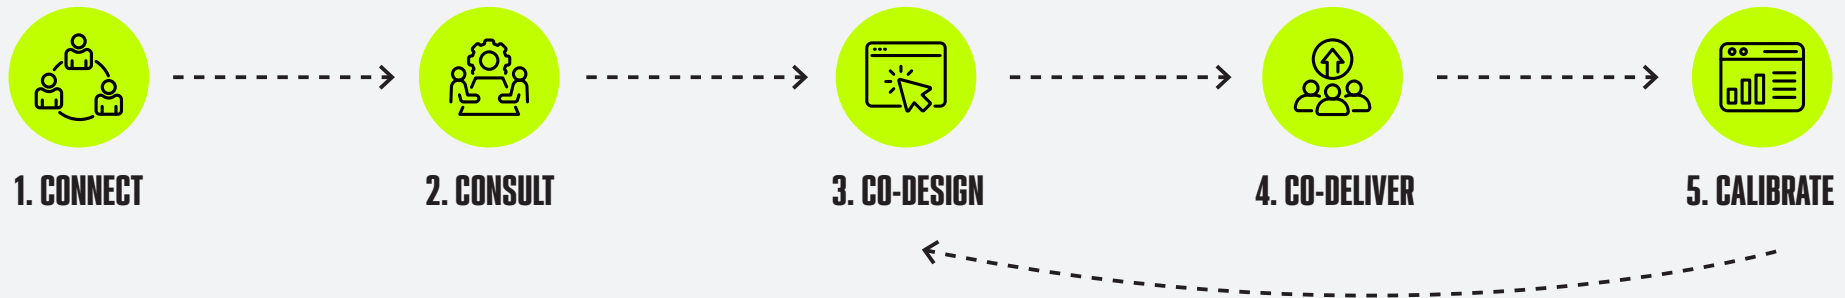 1. CONNECT
2. CONSULT
3. CO-DESIGN
4. CO-DELIVER
5. CALIBRATE